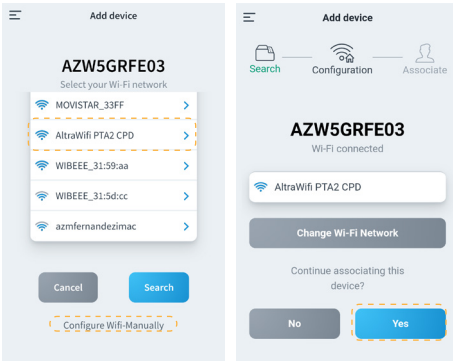 Add device
AZW5GRFE03
Select your Wi-Fi network
MOVISTAR_33FF
AltraWifi PTA2 CPD
WIBEEE_31:59:aa
WIBEEE_31:5d:cc
azmfernandezimac
Cancel
Search
Configure Wifi-Manually
Add device
Search
Configuration
Associate
AZW5GRFE03
Wi-Fi connected
AltraWifi PTA2 CPD
Change Wi-Fi Network
Continue associating this
device?
No
Yes